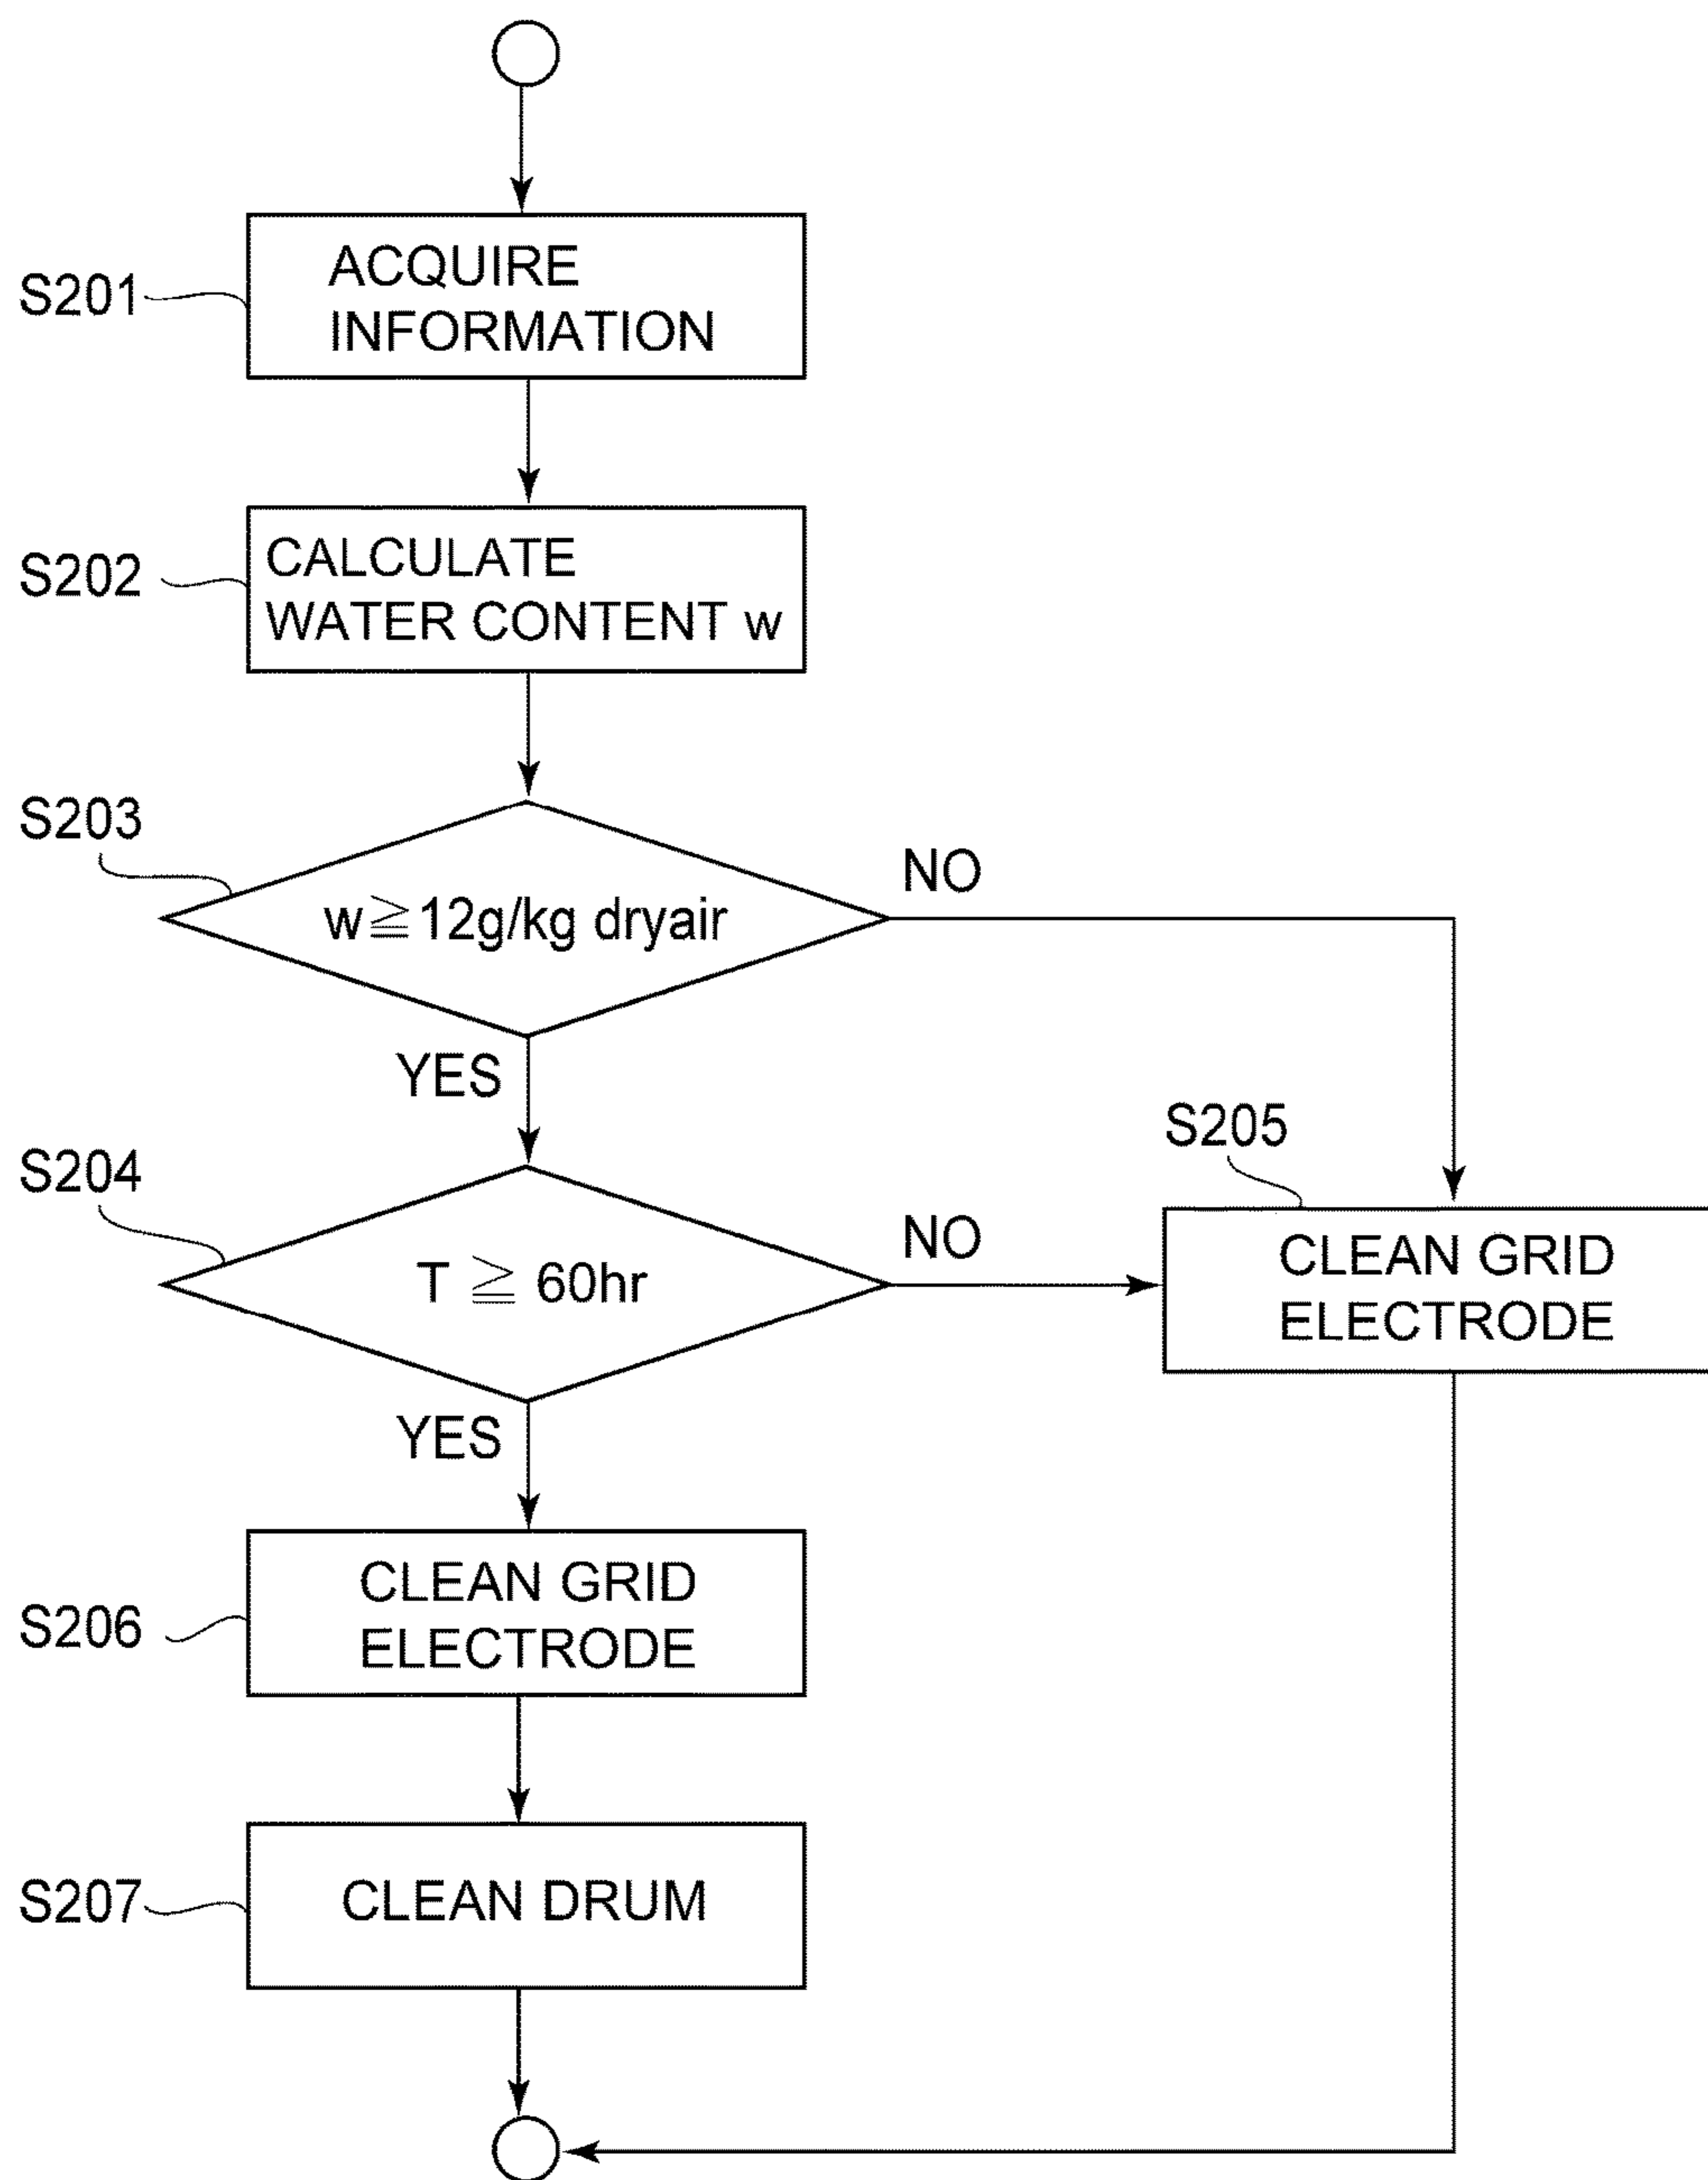 S201
ACQUIRE
INFORMATION
S202
CALCULATE
WATER CONTENT w
S203
w≧12g/kg dryair
NO
YES
S204
T ≧ 60hr
NO
YES
S205
CLEAN GRID
ELECTRODE
S206
CLEAN GRID
ELECTRODE
S207
CLEAN DRUM